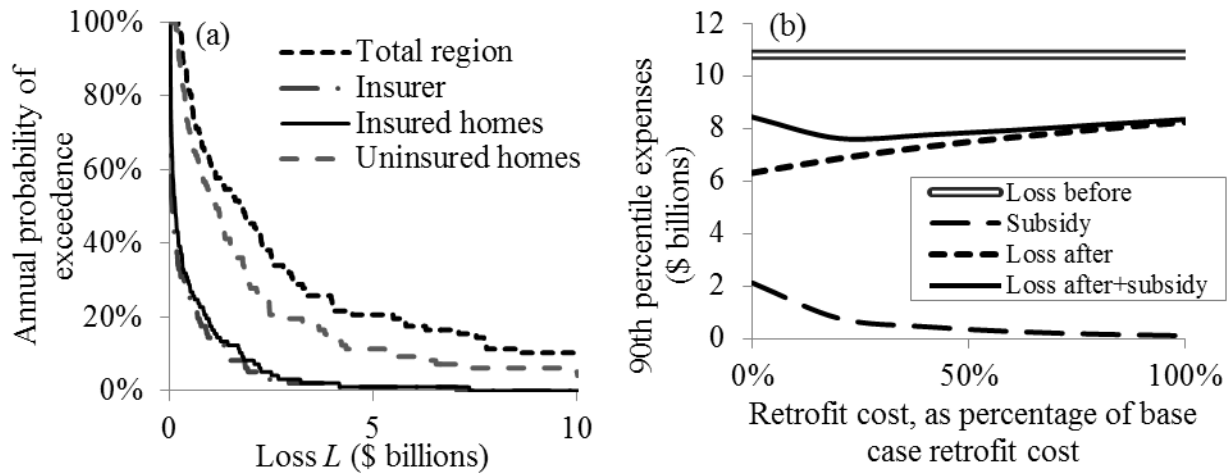 (a)
Annual probability of
exceedence
100%
80%
60%
40%
20%
0%
Total region
Insurer
Insured homes
Uninsured homes
0
5
10
Loss L ($ billions)
(b)
90th percentile expenses
($ billions)
12
10
8
6
4
2
0
Loss before
Subsidy
Loss after
Loss after+subsidy
0%
50%
100%
Retrofit cost, as percentage of base
case retrofit cost